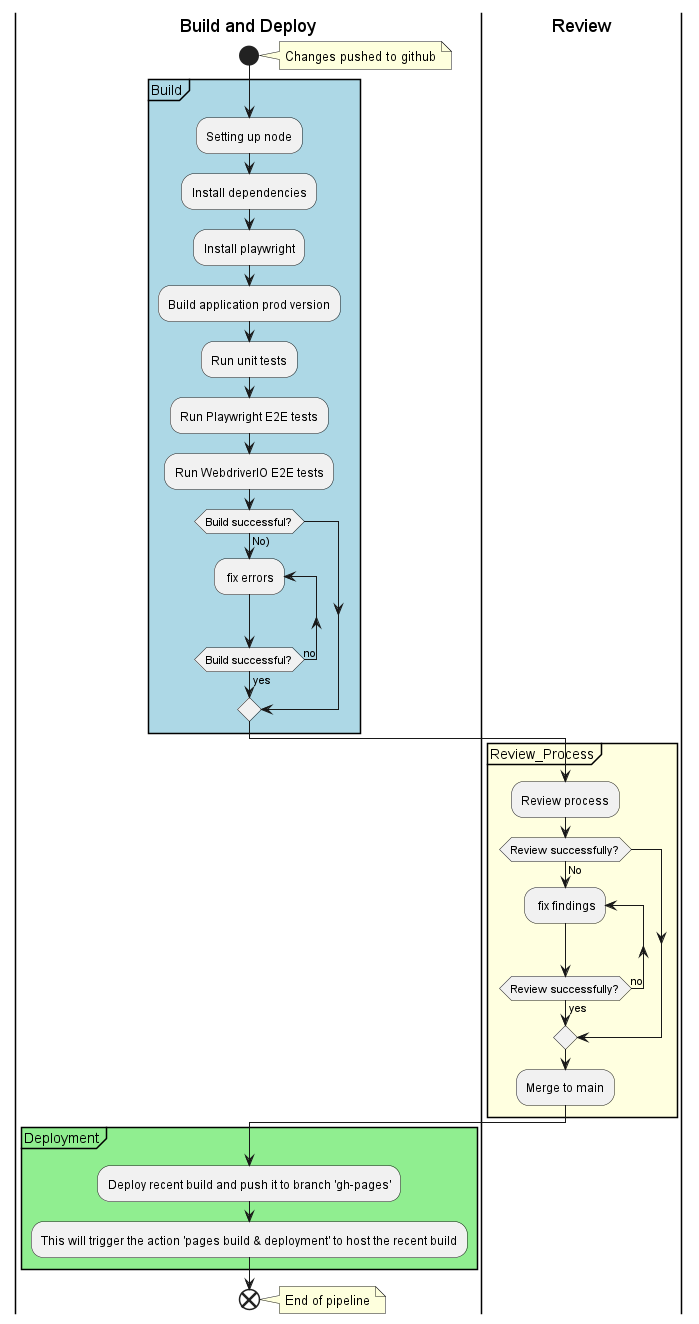 Build and Deploy
Review
Changes pushed to github
Build
Setting up node
Install dependencies
Install playwright
Build application prod version
Run unit tests
Run Playwright E2E tests
Run WebdriverIO E2E tests
Build successful?
No)
fix errors
Build successful?
no
yes
Review_Process
Review process
Review successfully?
No
fix findings
Review successfully?
no
yes
Merge to main
Deployment
Deploy recent build and push it to branch 'gh-pages'
This will trigger the action 'pages build & deployment' to host the recent build
End of pipeline